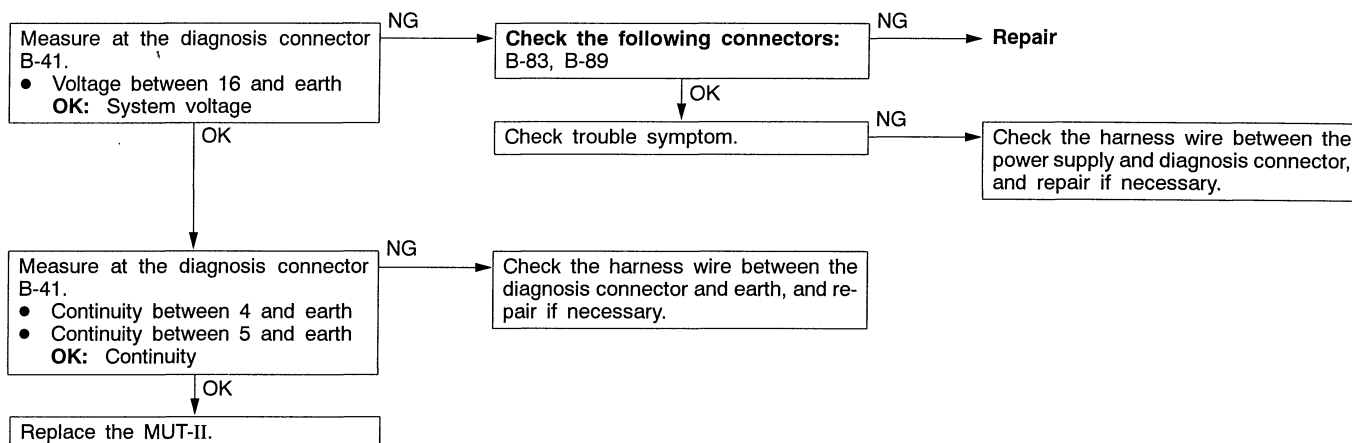 Measure at the diagnosis connector
B-41.
● Voltage between 16 and earth
OK: System voltage
NG
Check the following connectors:
B-83, B-89
NG
Repair
OK
Check trouble symptom.
NG
Check the harness wire between the
power supply and diagnosis connector,
and repair if necessary.
OK
Measure at the diagnosis connector
B-41.
● Continuity between 4 and earth
● Continuity between 5 and earth
OK: Continuity
NG
Check the harness wire between the
diagnosis connector and earth, and re-
pair if necessary.
OK
Replace the MUT-II.